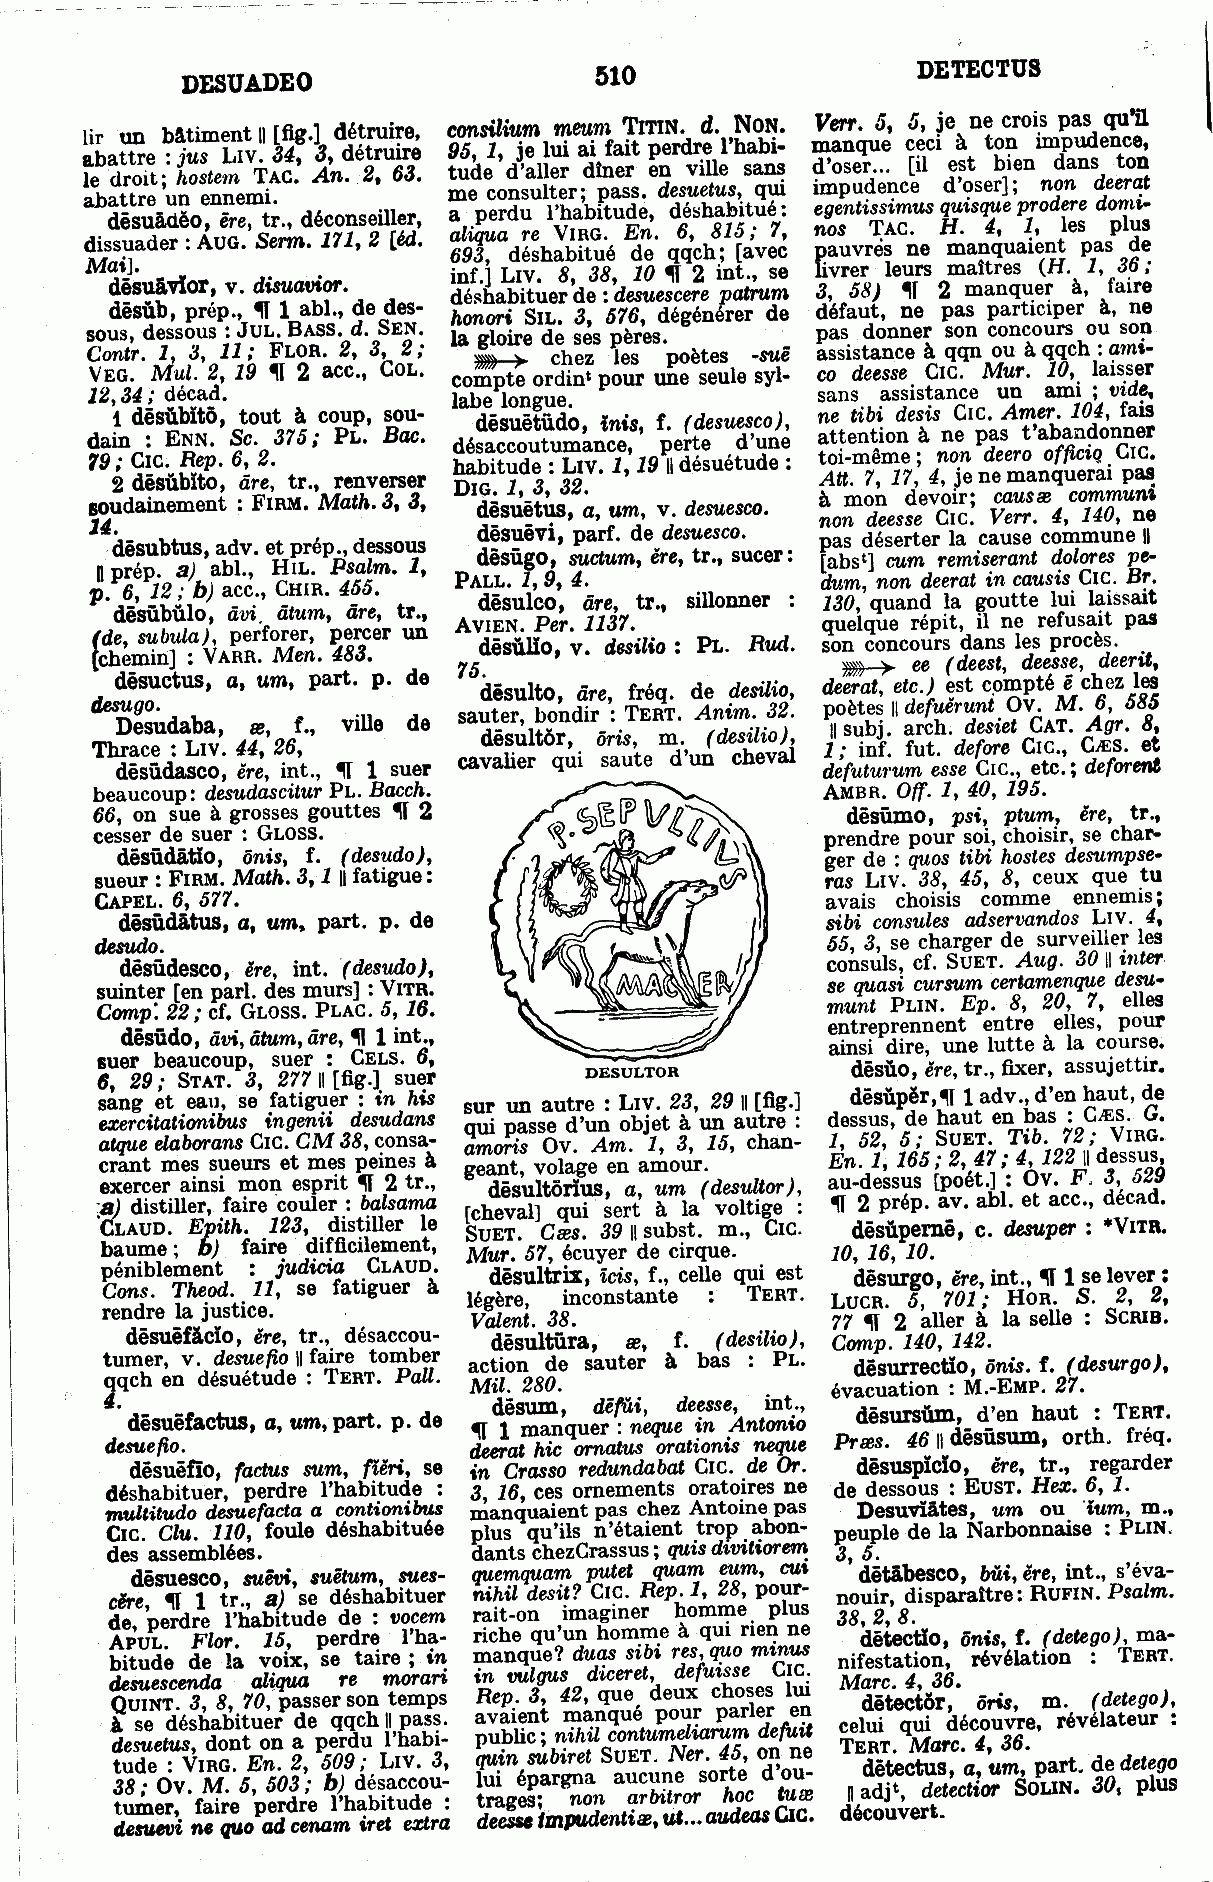 DESUADEO
510
DETECTUS
lir un bâtiment ‖ [fig.] détruire,
abattre : jus LIV. 34, 3, détruire
le droit; hostem TAC. An. 2, 63.
abattre un ennemi.
dēsuādĕo, ēre, tr., déconseiller,
dissuader : AUG. Serm. 171, 2 [éd.
Mai].
dēsuāvĭor, v. disuavior.
dēsŭb, prép., ¶ 1 abl., de des-
sous, dessous : JUL. BASS. d. SEN.
Contr. 1, 3, 11; FLOR. 2, 3, 2;
VEG. Mul. 2, 19 ¶ 2 acc., COL.
12,34; décad.
1 dēsŭbĭtō, tout à coup, sou-
dain : ENN. Sc. 375; PL. Bac.
79; CIC. Rep. 6, 2.
2 dēsŭbĭto, āre, tr., renverser
soudainement : FIRM. Math. 3, 3,
14.
dēsubtus, adv. et prép., dessous
‖ prép. a) abl., HIL. Psalm. 1,
p. 6, 12; b) acc., CHIR. 455.
dēsūbŭlo, āvi, ātum, āre, tr.,
(de, subula), perforer, percer un
[chemin] : VARR. Men. 483.
dēsuctus, a, um, part. p. de
desugo.
Desudaba, æ, f., ville de
Thrace : LIV. 44, 26,
dēsūdasco, ĕre, int., ¶ 1 suer
beaucoup: desudascitur PL. Bacch.
66, on sue à grosses gouttes ¶ 2
cesser de suer : GLOSS.
dēsūdātĭo, ōnis, f. (desudo),
sueur : FIRM. Math. 3, 1 ‖ fatigue:
CAPEL. 6, 577.
dēsūdātus, a, um, part. p. de
desudo.
dēsūdesco, ĕre, int. (desudo),
suinter [en parl. des murs] : VITR.
Comp. 22; cf. GLOSS. PLAC. 5, 16.
dēsūdo, āvi, ātum, āre, ¶ 1 int.,
suer beaucoup, suer : CELS. 6,
6, 29; STAT. 3, 277 ‖ [fig.] suer
sang et eau, se fatiguer : in his
exercitationibus ingenii desudans
atque elaborans CIC. CM 38, consa-
crant mes sueurs et mes peines à
exercer ainsi mon esprit ¶ 2 tr.,
a) distiller, faire couler : balsama
CLAUD. Epith. 123, distiller le
baume; b) faire difficilement,
péniblement : judicia CLAUD.
Cons. Theod. 11, se fatiguer à
rendre la justice.
dēsuēfăcĭo, ĕre, tr., désaccou-
tumer, v. desuefio ‖ faire tomber
qqch en désuétude : TERT. Pall.
4.
dēsuēfactus, a, um, part. p. de
desuefio.
dēsuēfīo, factus sum, fĭĕri, se
déshabituer, perdre l'habitude :
multitudo desuefacta a contionibus
CIC. Clu. 110, foule déshabituée
des assemblées.
dēsuesco, suēvi, suētum, sues-
cĕre, ¶ 1 tr., a) se déshabituer
de, perdre l'habitude de : vocem
APUL. Flor. 15, perdre l'ha-
bitude de la voix, se taire; in
desuescenda aliqua re morari
QUINT. 3, 8, 70, passer son temps
à se déshabituer de qqch ‖ pass.
desuetus, dont on a perdu l'habi-
tude : VIRG. En. 2, 509; LIV. 3,
38; OV. M. 5, 503; b) désaccou-
tumer, faire perdre l'habitude :
desuevi ne quo ad cenam iret extra
consilium meum TITIN. d. NON.
95, 1, je lui ai fait perdre l'habi-
tude d'aller dîner en ville sans
me consulter; pass. desuetus, qui
a perdu l'habitude, déshabitué:
aliqua re VIRG. En. 6, 815; 7,
693, déshabitué de qqch; [avec
inf.] LIV. 8, 38, 10 ¶ 2 int., se
déshabituer de : desuescere patrum
honori SIL. 3, 576, dégénérer de
la gloire de ses pères.
chez les poètes -suē
compte ordinᵗ pour une seule syl-
labe longue.
dēsuētūdo, ĭnis, f. (desuesco),
désaccoutumance, perte d'une
habitude : LIV. 1, 19 ‖ désuétude :
DIG. 1, 3, 32.
dēsuētus, a, um, v. desuesco.
dēsuēvi, parf. de desuesco.
dēsūgo, suctum, ĕre, tr., sucer:
PALL. 1, 9, 4.
dēsulco, āre, tr., sillonner :
AVIEN. Per. 1137.
dēsŭlĭo, v. desilio : PL. Rud.
75.
dēsulto, āre, fréq. de desilio,
sauter, bondir : TERT. Anim. 32.
dēsultŏr, ōris, m. (desilio),
cavalier qui saute d'un cheval
P. SEPVLLIVS
MACER
DESULTOR
sur un autre : LIV. 23, 29 ‖ [fig.]
qui passe d'un objet à un autre :
amoris OV. Am. 1, 3, 15, chan-
geant, volage en amour.
dēsultōrĭus, a, um (desultor),
[cheval] qui sert à la voltige :
SUET. Cæs. 39 ‖ subst. m., CIC.
Mur. 57, écuyer de cirque.
dēsultrix, īcis, f., celle qui est
légère, inconstante : TERT.
Valent. 38.
dēsultūra, æ, f. (desilio),
action de sauter à bas : PL.
Mil. 280.
dēsum, dēfŭi, deesse, int.,
¶ 1 manquer : neque in Antonio
deerat hic ornatus orationis neque
in Crasso redundabat CIC. de Or.
3, 16, ces ornements oratoires ne
manquaient pas chez Antoine pas
plus qu'ils n'étaient trop abon-
dants chez Crassus; quis divitiorem
quemquam putet quam eum, cui
nihil desit? CIC. Rep. 1, 28, pour-
rait-on imaginer homme plus
riche qu'un homme à qui rien ne
manque? duas sibi res, quo minus
in vulgus diceret, defuisse CIC.
Rep. 3, 42, que deux choses lui
avaient manqué pour parler en
public; nihil contumeliarum defuit
quin subiret SUET. Ner. 45, on ne
lui épargna aucune sorte d'ou-
trages; non arbitror hoc tuæ
deesse impudentiæ, ut... audeas CIC.
Verr. 5, 5, je ne crois pas qu'il
manque ceci à ton impudence,
d'oser... [il est bien dans ton
impudence d'oser]; non deerat
egentissimus quisque prodere domi-
nos TAC. H. 4, 1, les plus
pauvres ne manquaient pas de
livrer leurs maîtres (H. 1, 36;
3, 58) ¶ 2 manquer à, faire
défaut, ne pas participer à, ne
pas donner son concours ou son
assistance à qqn ou à qqch : ami-
co deesse CIC. Mur. 10, laisser
sans assistance un ami; vide,
ne tibi desis CIC. Amer. 104, fais
attention à ne pas t'abandonner
toi-même; non deero officio CIC.
Att. 7, 17, 4, je ne manquerai pas
à mon devoir; causæ communi
non deesse CIC. Verr. 4, 140, ne
pas déserter la cause commune ‖
[absᵗ] cum remiserant dolores pe-
dum, non deerat in causis CIC. Br.
130, quand la goutte lui laissait
quelque répit, il ne refusait pas
son concours dans les procès.
ee (deest, deesse, deerit,
deerat, etc.) est compté ē chez les
poètes ‖ defuĕrunt OV. M. 6, 585
‖ subj. arch. desiet CAT. Agr. 8,
1; inf. fut. defore CIC., CÆS. et
defuturum esse CIC., etc.; deforent
AMBR. Off. 1, 40, 195.
dēsūmo, psi, ptum, ĕre, tr.,
prendre pour soi, choisir, se char-
ger de : quos tibi hostes desumpse-
ras LIV. 38, 45, 8, ceux que tu
avais choisis comme ennemis;
sibi consules adservandos LIV. 4,
55, 3, se charger de surveiller les
consuls, cf. SUET. Aug. 30 ‖ inter
se quasi cursum certamenque desu-
munt PLIN. Ep. 8, 20, 7, elles
entreprennent entre elles, pour
ainsi dire, une lutte à la course.
dēsŭo, ĕre, tr., fixer, assujettir.
dēsŭpĕr, ¶ 1 adv., d'en haut, de
dessus, de haut en bas : CÆS. G.
1, 52, 5; SUET. Tib. 72; VIRG.
En. 1, 165; 2, 47; 4, 122 ‖ dessus,
au-dessus [poét.] : OV. F. 3, 529
¶ 2 prép. av. abl. et acc., décad.
dēsŭpernē, c. desuper : *VITR.
10, 16, 10.
dēsurgo, ĕre, int., ¶ 1 se lever :
LUCR. 5, 701; HOR. S. 2, 2,
77 ¶ 2 aller à la selle : SCRIB.
Comp. 140, 142.
dēsurrectĭo, ōnis. f. (desurgo),
évacuation : M.-EMP. 27.
dēsursŭm, d'en haut : TERT.
Præs. 46 ‖ dēsūsum, orth. fréq.
dēsuspĭcĭo, ĕre, tr., regarder
de dessous : EUST. Hex. 6, 1.
Desuvĭātes, um ou ium, m.,
peuple de la Narbonnaise : PLIN.
3, 5.
dētābesco, bŭi, ĕre, int., s'éva-
nouir, disparaître: RUFIN. Psalm.
38, 2, 8.
dētectĭo, ōnis, f. (detego), ma-
nifestation, révélation : TERT.
Marc. 4, 36.
dētectŏr, ōris, m. (detego),
celui qui découvre, révélateur :
TERT. Marc. 4, 36.
dētectus, a, um, part. de detego
‖ adjᵗ, detectior SOLIN. 30, plus
découvert.